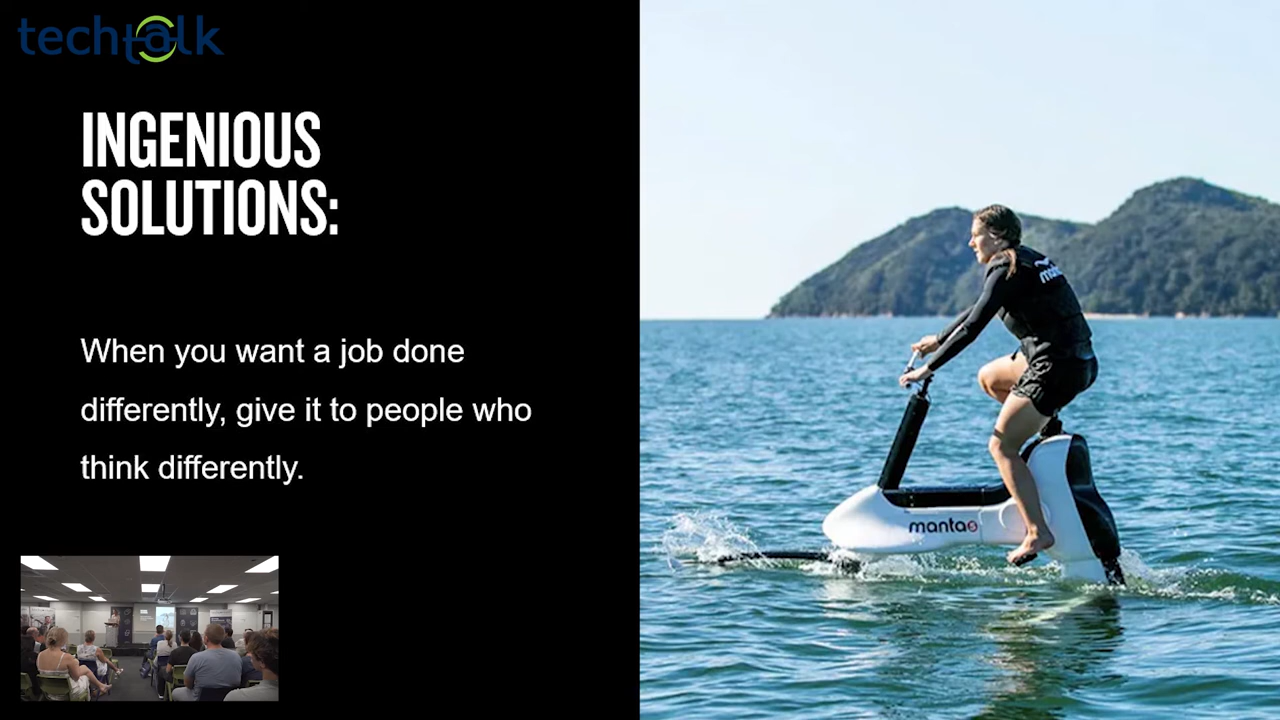 techtalk
INGENIOUS
SOLUTIONS:
When you want a job done
differently, give it to people who
think differently.
manta5